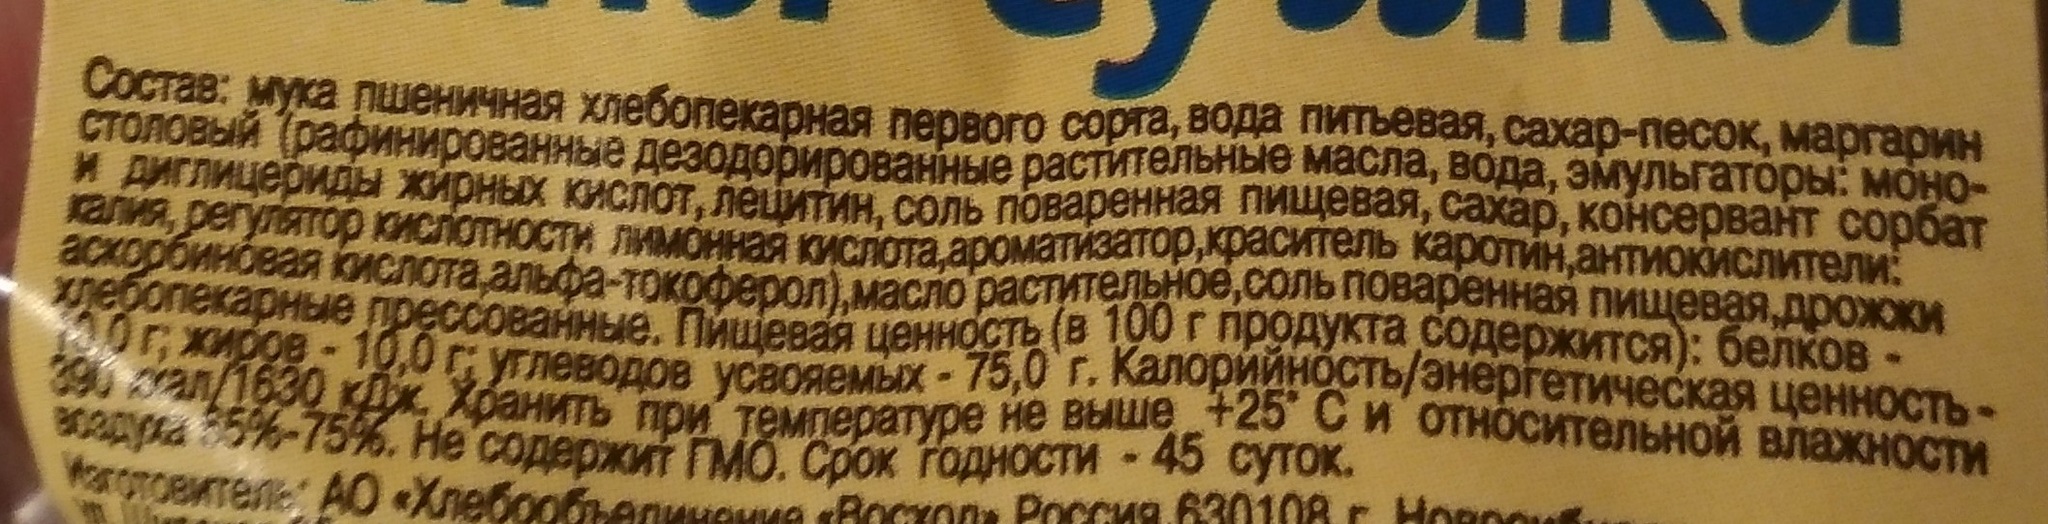 Состав: мука пшеничная хлебопекарная первого сорта, вода питьевая, сахар-песок, маргарин
столовый (рафинированные дезодорированные растительные масла, вода, эмульгаторы: моно-
и диглицериды жирных кислот, лецитин, соль поваренная пищевая, сахар, консервант сорбат
калия, регулятор кислотности лимонная кислота,ароматизатор,краситель каротин,антиокислители:
аскорбиновая кислота,альфа-токоферол),масло растительное,соль поваренная пищевая,дрожжи
хлебопекарные прессованные. Пищевая ценность (в 100 г продукта содержится): белков -
10,0 г; жиров - 10,0 г; углеводов усвояемых - 75,0 г. Калорийность/энергетическая ценность -
390 ккал/1630 кДж. Хранить при температуре не выше +25° С и относительной влажности
воздуха 65%-75%. Не содержит ГМО. Срок годности - 45 суток.
Изготовитель: АО «Хлебообъединение «Восход» Россия,630108 г.